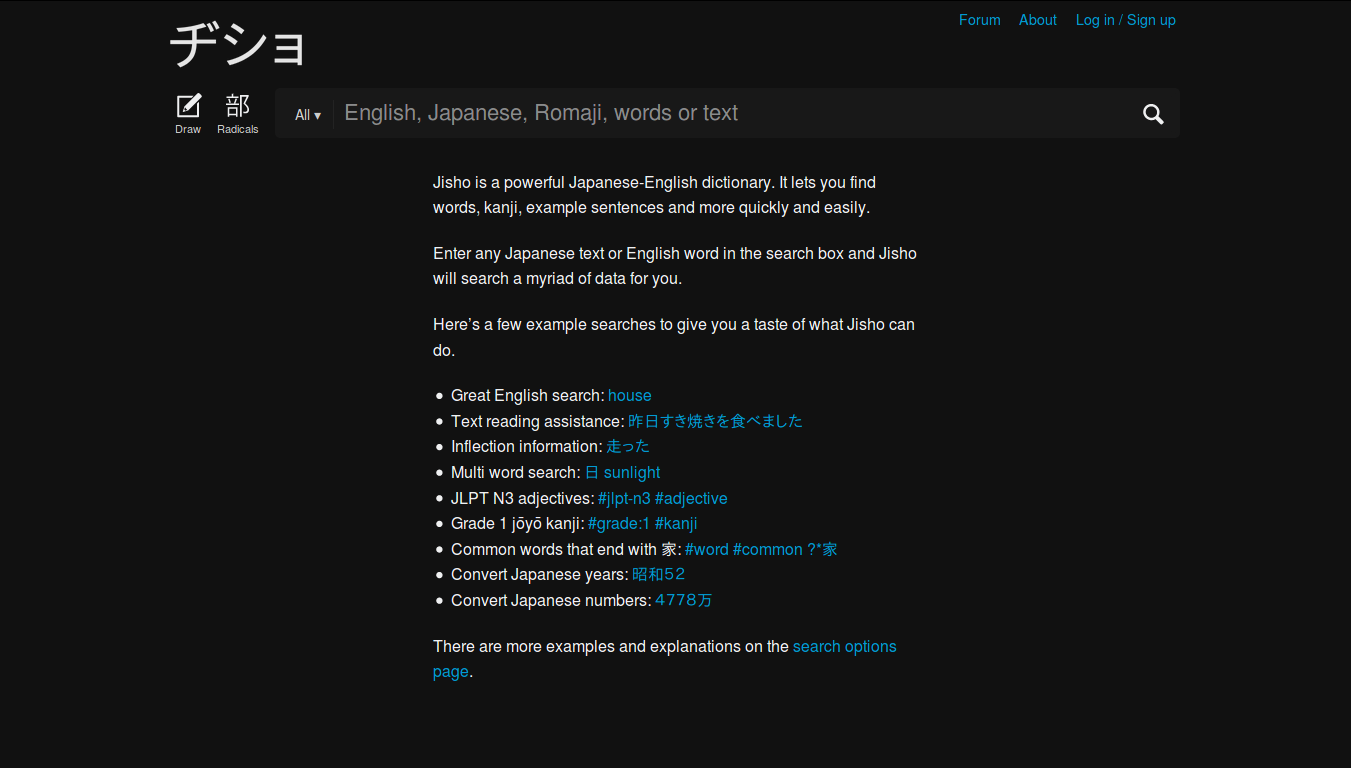 Forum About Log in / Sign up
ヂショ
Draw
部
Radicals
All ▾ English, Japanese, Romaji, words or text
Jisho is a powerful Japanese-English dictionary. It lets you find
words, kanji, example sentences and more quickly and easily.
Enter any Japanese text or English word in the search box and Jisho
will search a myriad of data for you.
Here’s a few example searches to give you a taste of what Jisho can
do.
• Great English search: house
• Text reading assistance: 昨日すき焼きを食べました
• Inflection information: 走った
• Multi word search: 日 sunlight
• JLPT N3 adjectives: #jlpt-n3 #adjective
• Grade 1 jōyō kanji: #grade:1 #kanji
• Common words that end with 家: #word #common ?*家
• Convert Japanese years: 昭和52
• Convert Japanese numbers: 4778万
There are more examples and explanations on the search options
page.